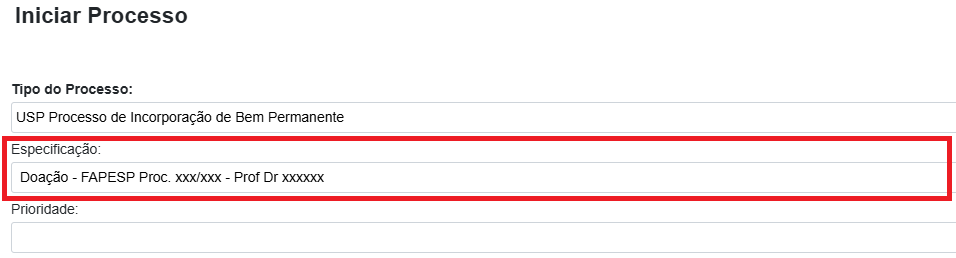 Iniciar Processo
Tipo do Processo:
USP Processo de Incorporação de Bem Permanente
Especificação:
Doação - FAPESP Proc. xxx/xxx - Prof Dr xxxxxx
Prioridade: